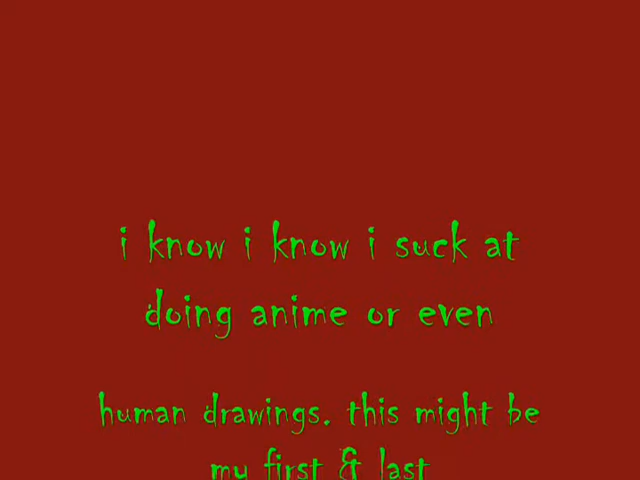 i know i know i suck at
doing anime or even
human drawings. this might be
my first & last